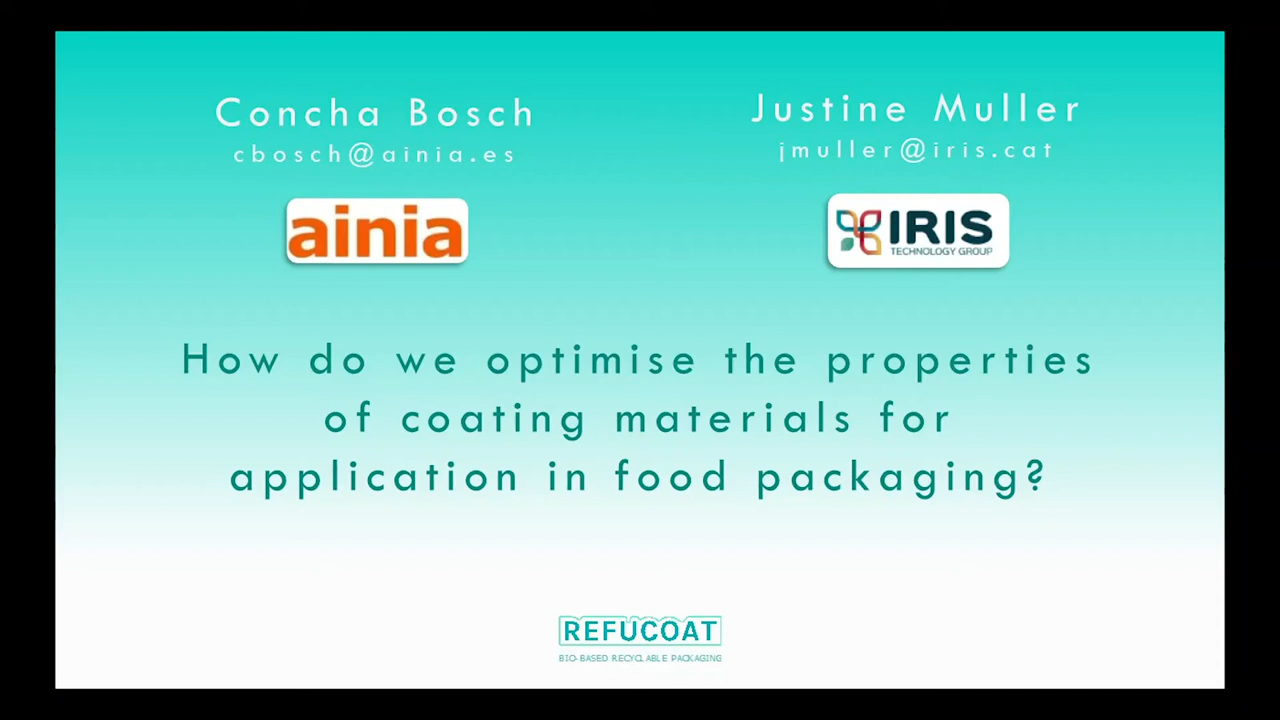 Concha Bosch
cbosch@ainia.es
ainia
Justine Muller
jmuller@iris.cat
IRIS
TECHNOLOGY GROUP
How do we optimise the properties
of coating materials for
application in food packaging?
REFUCOAT
BIO-BASED RECYCLABLE PACKAGING